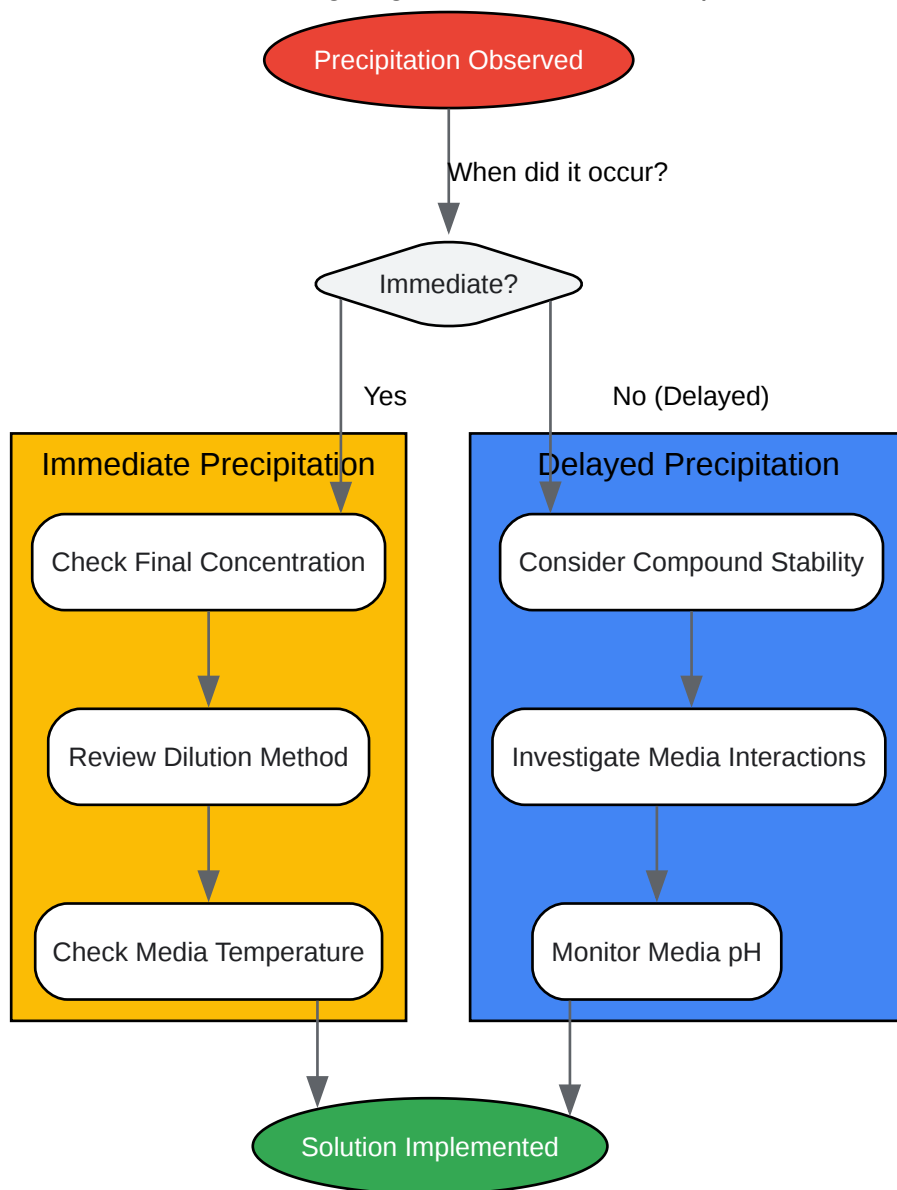 Precipitation Observed
When did it occur?
Immediate?
Yes
No (Delayed)
Immediate Precipitation
Delayed Precipitation
Check Final Concentration
Consider Compound Stability
Review Dilution Method
Investigate Media Interactions
Check Media Temperature
Monitor Media pH
Solution Implemented